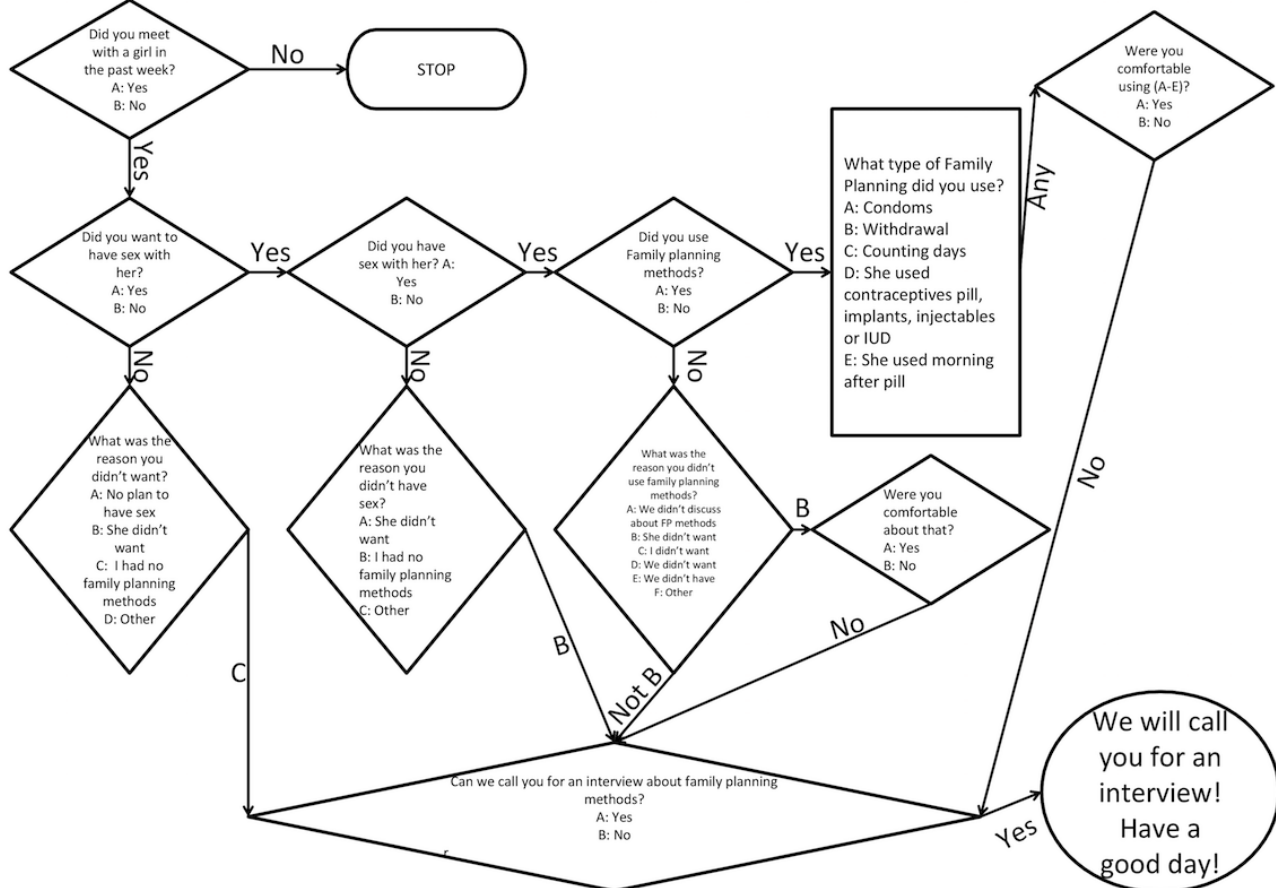 Did you meet
with a girl in
the past week?
A: Yes
B: No
No
STOP
Were you
comfortable
using (A-E)?
A: Yes
B: No
Yes
Did you want to
have sex with
her?
A: Yes
B: No
Yes
Did you have
sex with her? A:
Yes
B: No
Yes
Did you use
Family planning
methods?
A: Yes
B: No
Yes
What type of Family
Planning did you use?
A: Condoms
B: Withdrawal
C: Counting days
D: She used
contraceptives pill,
implants, injectables
or IUD
E: She used morning
after pill
Any
No
No
No
No
What was the
reason you
didn't want?
A: No plan to
have sex
B: She didn't
want
C: I had no
family planning
methods
D: Other
What was the
reason you
didn't have
sex?
A: She didn't
want
B: I had no
family planning
methods
C: Other
What was the
reason you didn't
use family planning
methods?
A: We didn't discuss
about FP methods
B: She didn't want
C: I didn't want
D: We didn't want
E: We didn't have
F: Other
B
Were you
comfortable
about that?
A: Yes
B: No
C
B
Not B
No
Can we call you for an interview about family planning
methods?
A: Yes
B: No
r
Yes
We will call
you for an
interview!
Have a
good day!